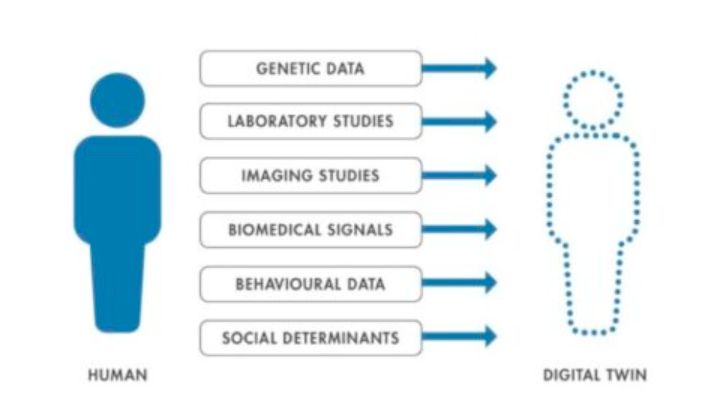 GENETIC DATA
LABORATORY STUDIES
IMAGING STUDIES
BIOMEDICAL SIGNALS
BEHAVIOURAL DATA
SOCIAL DETERMINANTS
HUMAN
DIGITAL TWIN